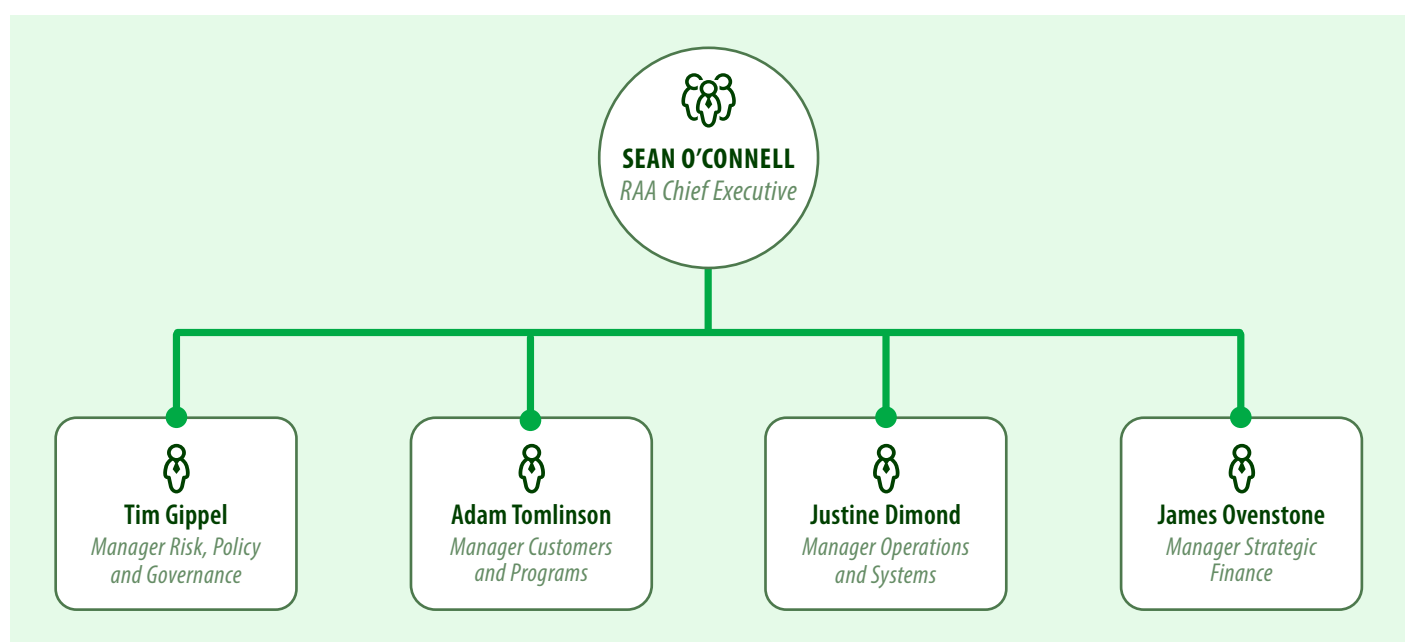 SEAN O’CONNELL
RAA Chief Executive
Tim Gippel
Manager Risk, Policy
and Governance
Adam Tomlinson
Manager Customers
and Programs
Justine Dimond
Manager Operations
and Systems
James Ovenstone
Manager Strategic
Finance